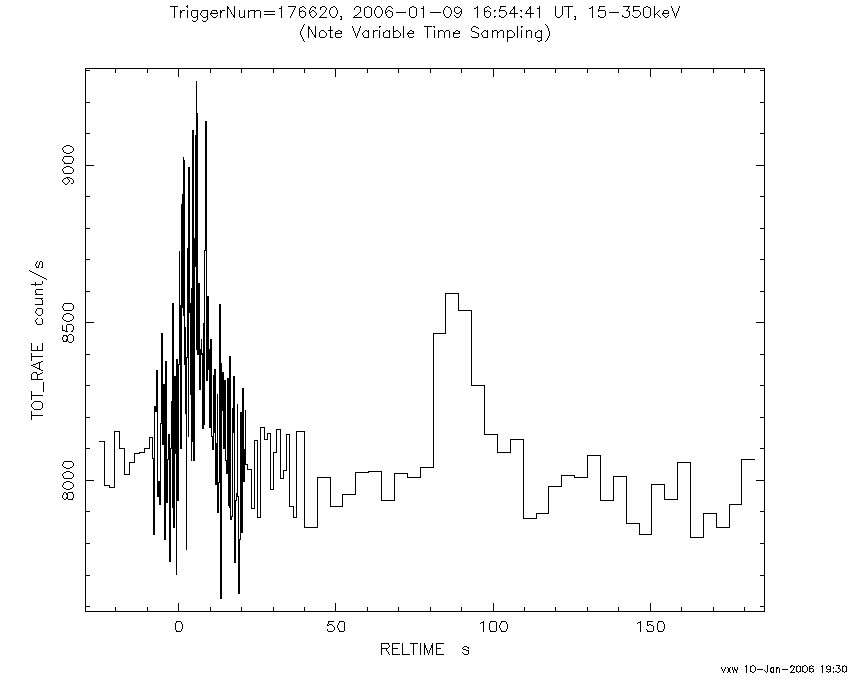 TriggerNum=176620, 2006-01-09 16:54:41 UT, 15-350keV
(Note Variable Time Sampling)
TOT_RATE count/s
9000
8500
8000
0 50 100 150
RELTIME s
vxw 10-Jan-2006 19:30